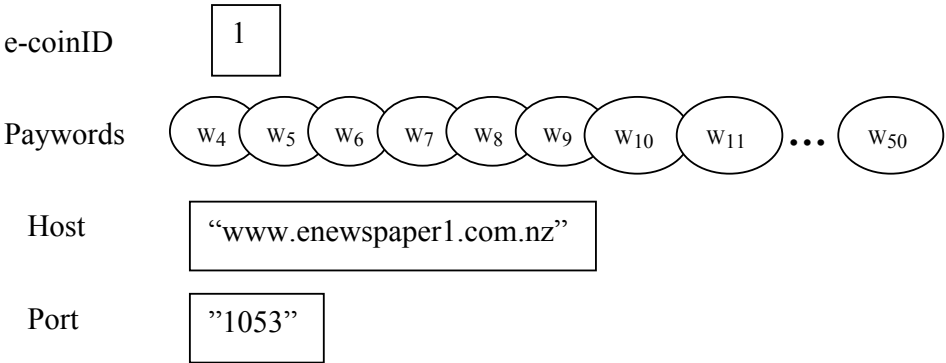 e-coinID 1
Paywords W4 W5 W6 W7 W8 W9 W10 W11 ... W50
Host “www.enewspaper1.com.nz”
Port ”1053”